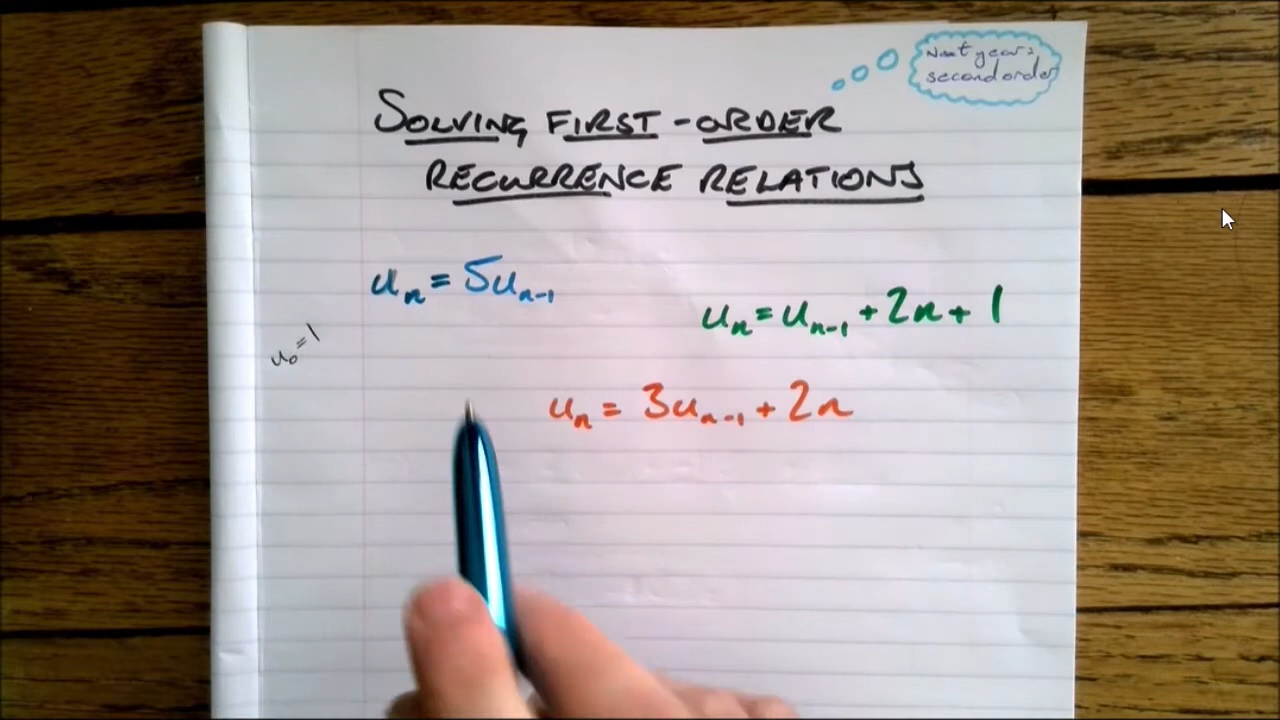 Next year:
second order
SOLVING FIRST-ORDER
RECURRENCE RELATIONS
uₙ = 5uₙ₋₁
uₙ = uₙ₋₁ + 2n + 1
u₀ = 1
uₙ = 3uₙ₋₁ + 2n